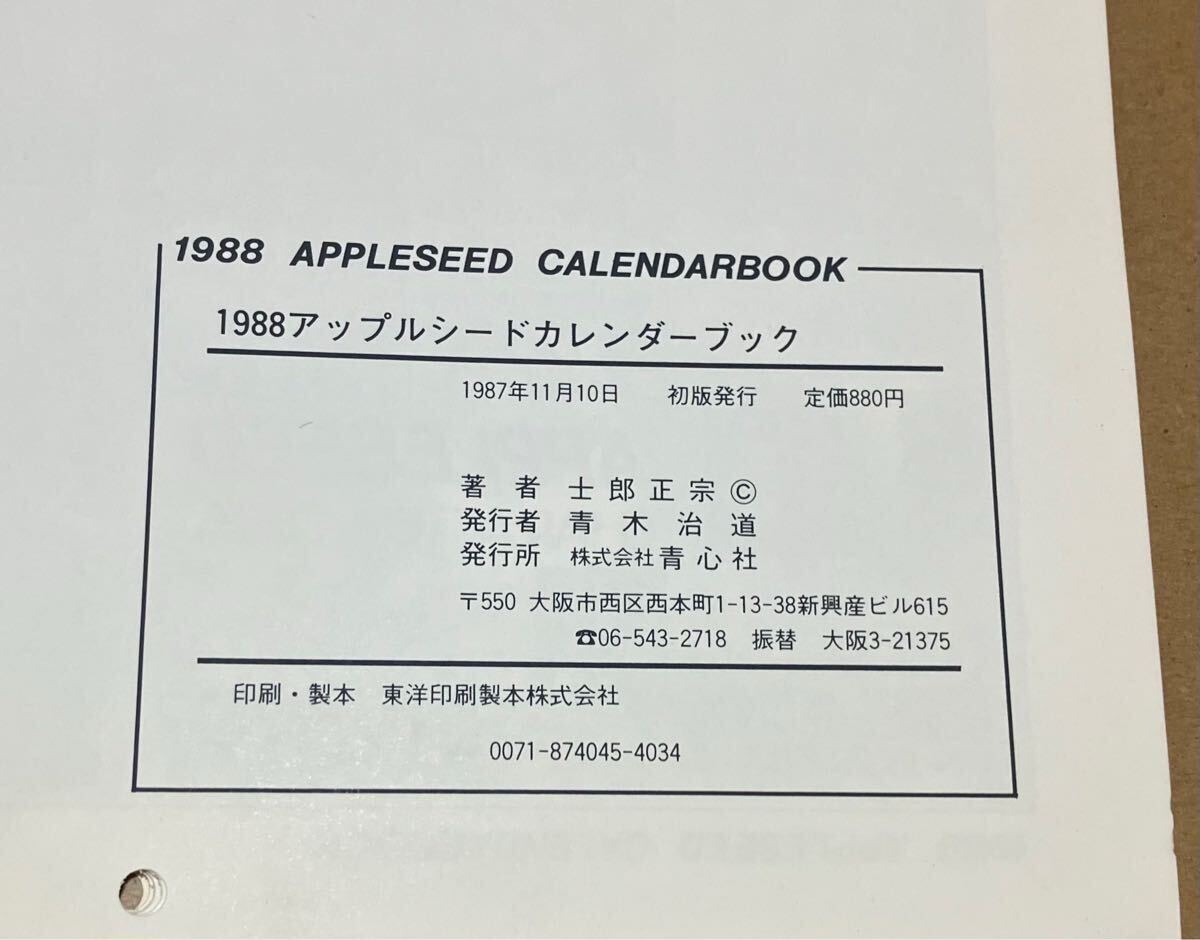 1988 APPLESEED CALENDARBOOK
1988アップルシードカレンダーブック
1987年11月10日 初版発行 定価880円
著者 士郎正宗©
発行者 青木治道
発行所 株式会社青心社
〒550 大阪市西区西本町1-13-38新興産ビル615
☎06-543-2718 振替 大阪3-21375
印刷・製本 東洋印刷製本株式会社
0071-874045-4034